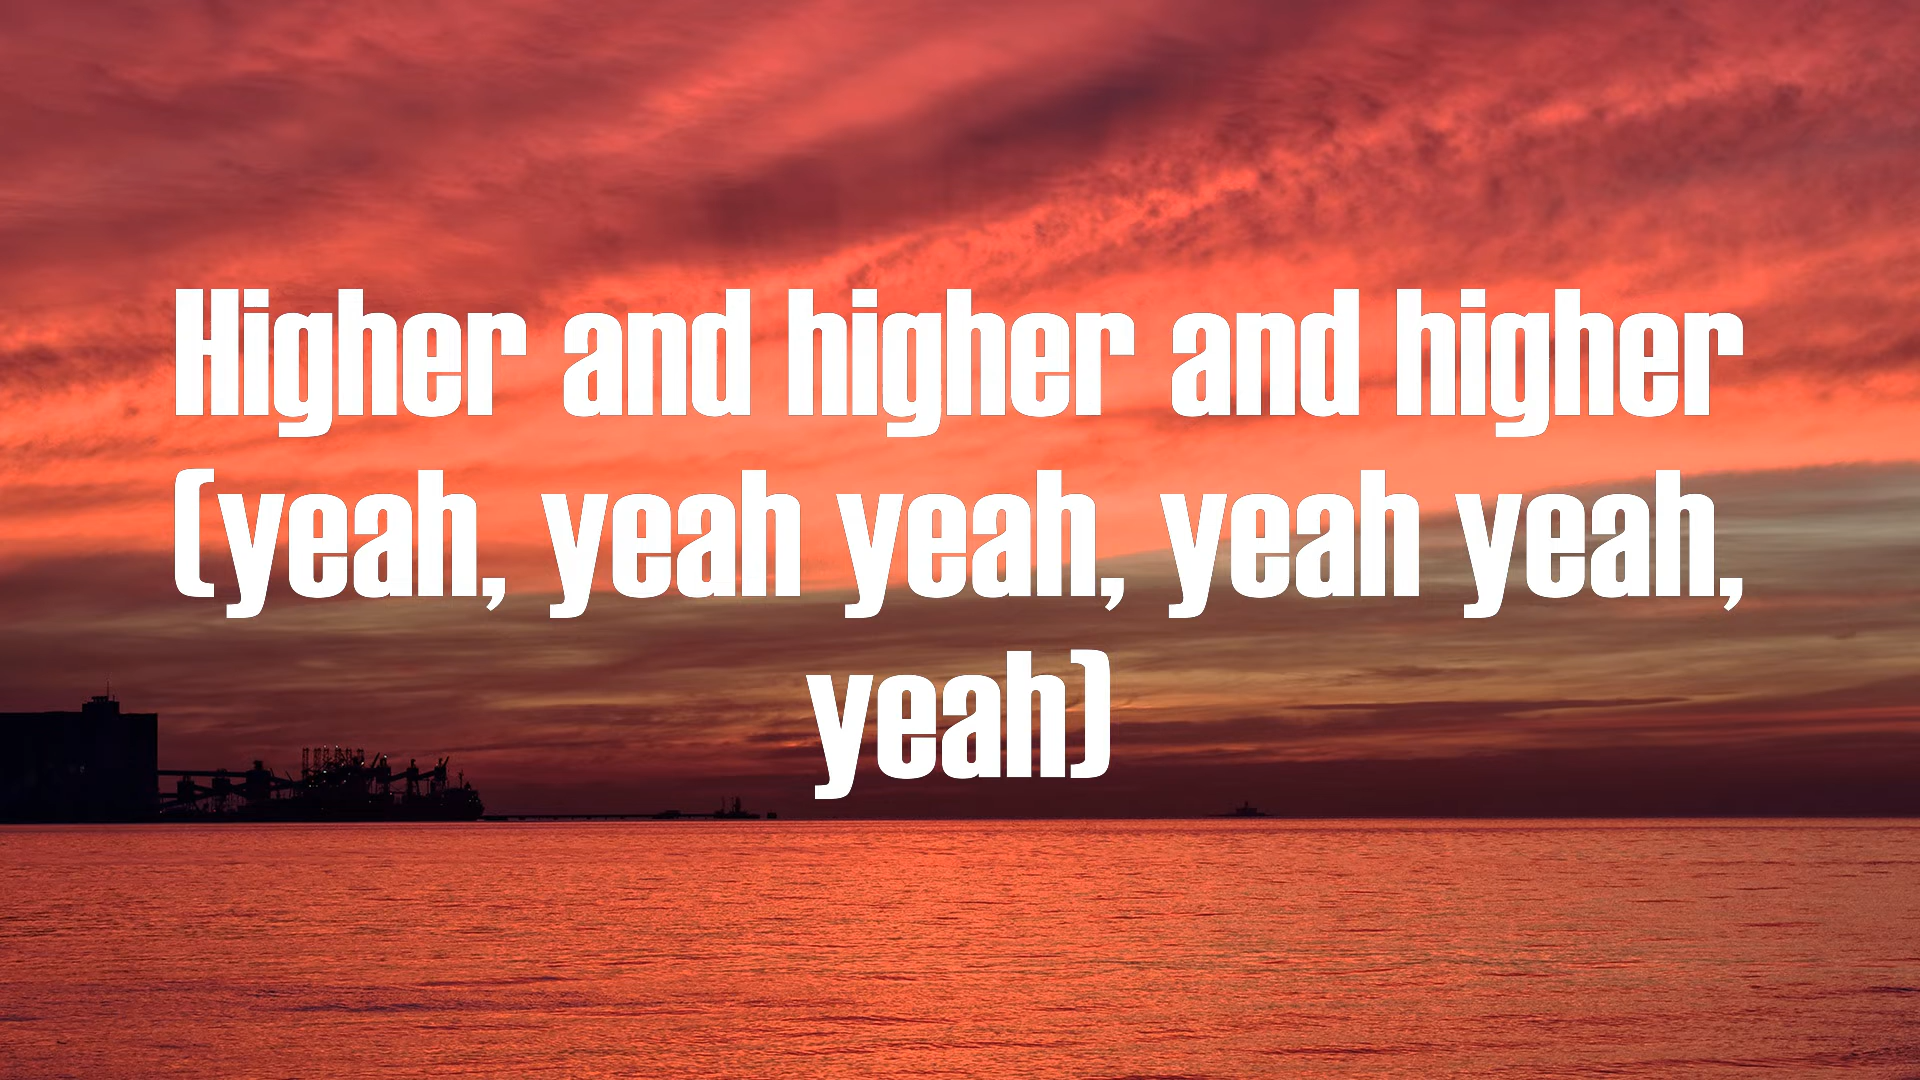 Higher and higher and higher
(yeah, yeah yeah, yeah yeah,
yeah)